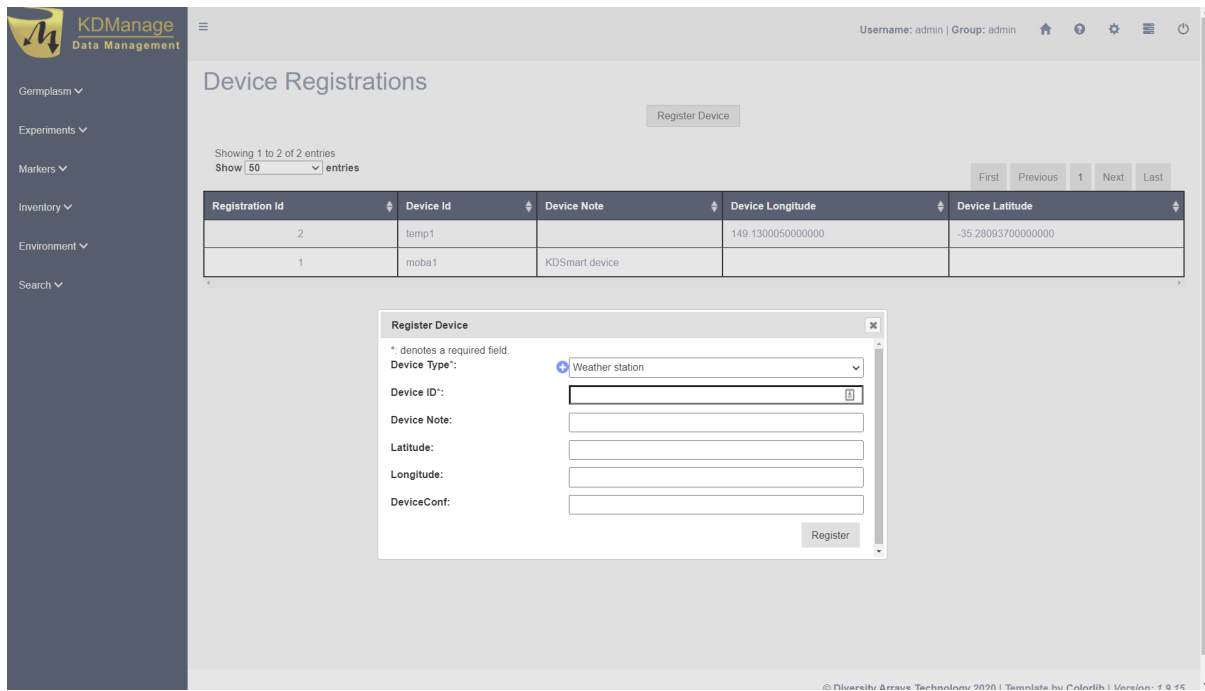 KDManage
Data Management
Username: admin | Group: admin
Germplasm
Experiments
Markers
Inventory
Environment
Search
Device Registrations
Register Device
Showing 1 to 2 of 2 entries
Show 50 entries
First Previous 1 Next Last
Registration Id Device Id Device Note Device Longitude Device Latitude
2 temp1 149.1300050000000 -35.28093700000000
1 moba1 KDSmart device
Register Device
*: denotes a required field.
Device Type*: Weather station
Device ID*:
Device Note:
Latitude:
Longitude:
DeviceConf:
Register
© Diversity Arrays Technology 2020 | Template by Colorlib | Version: 1.9.15